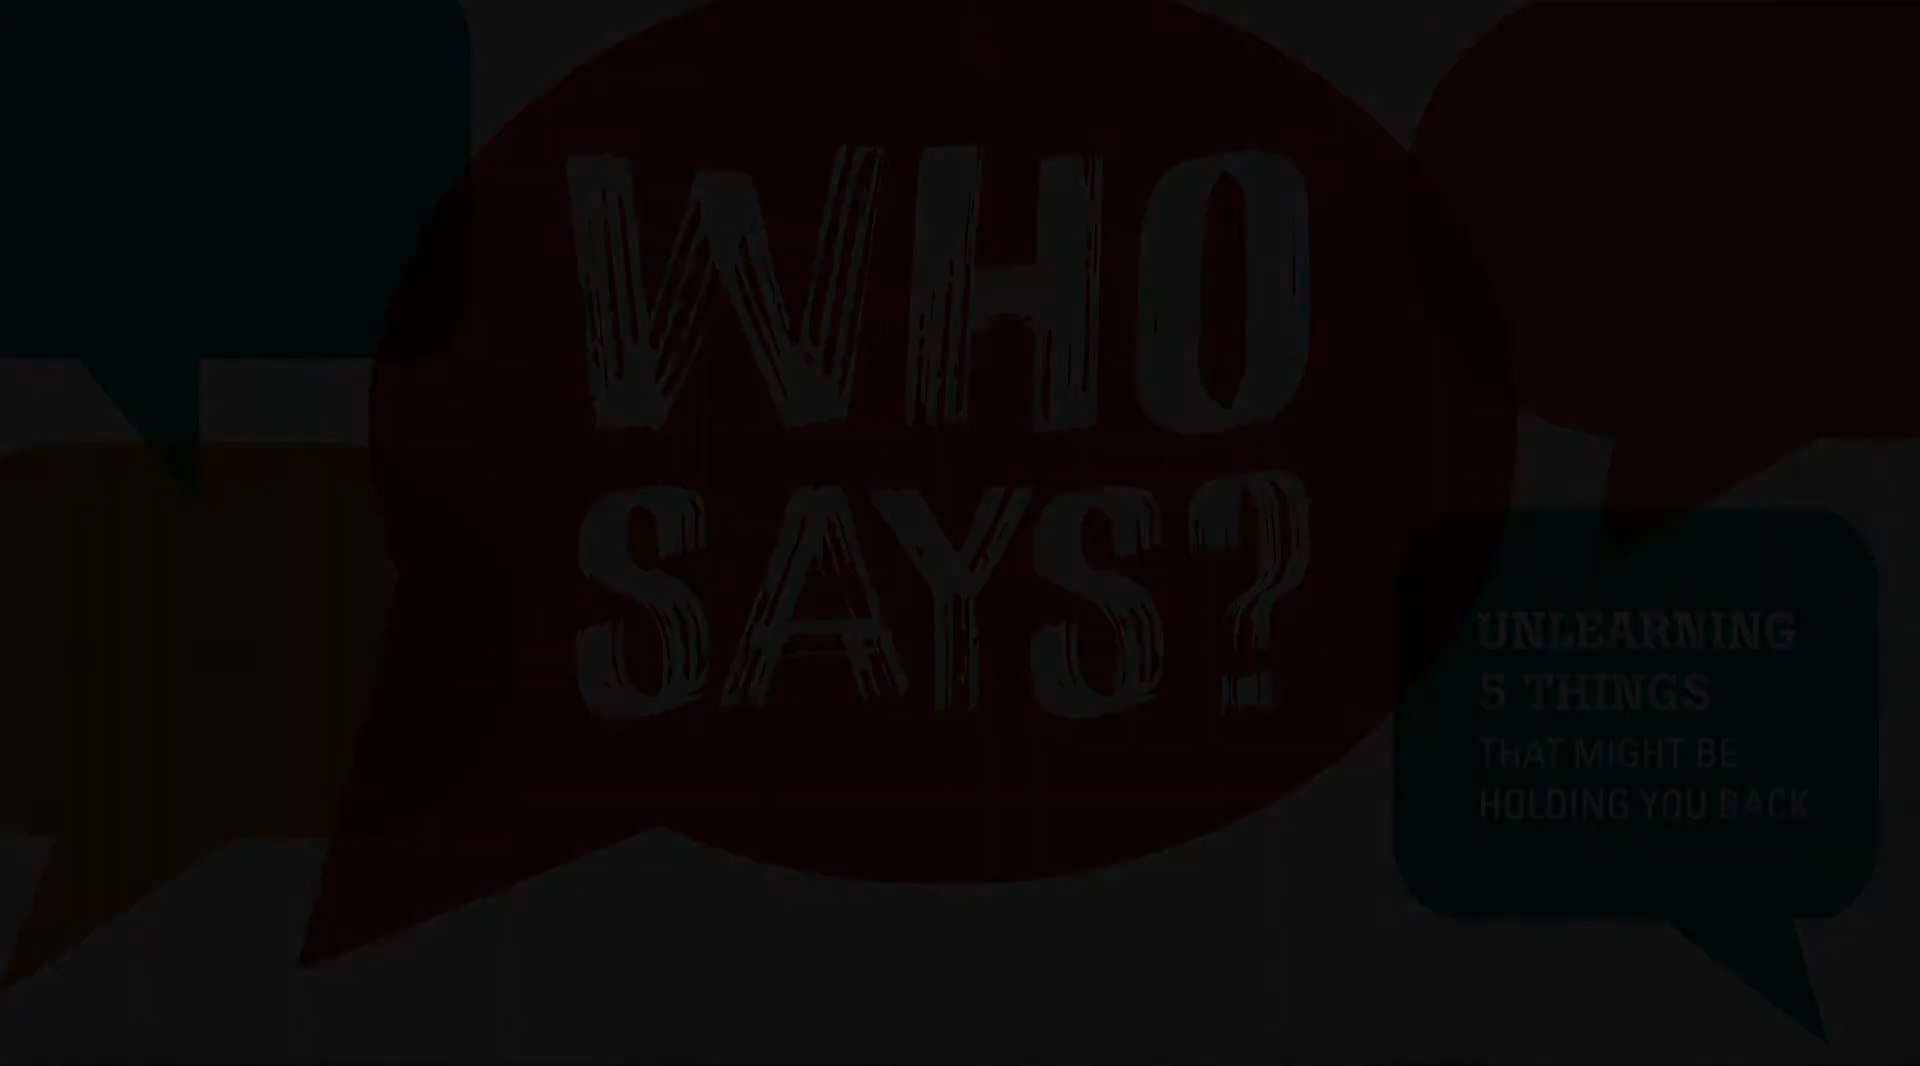 WHO
SAYS?
UNLEARNING
5 THINGS
THAT MIGHT BE
HOLDING YOU BACK